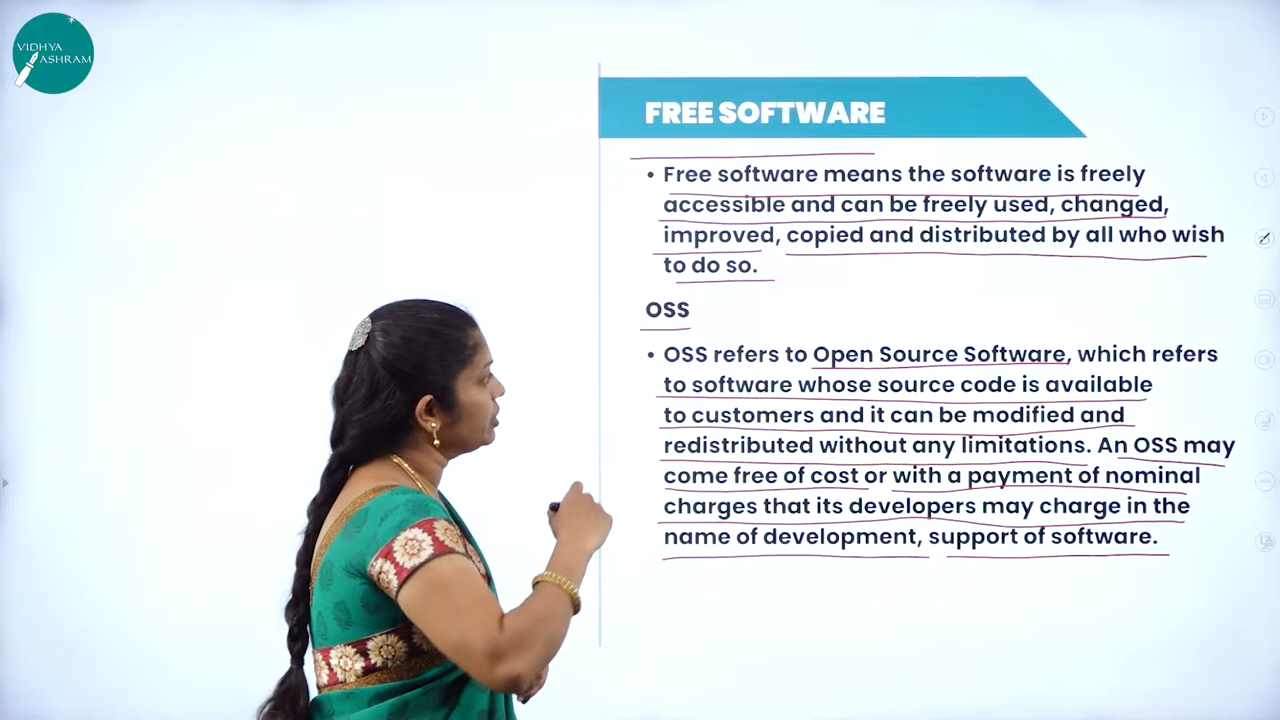 VIDHYA
ASHRAM
FREE SOFTWARE
• Free software means the software is freely
accessible and can be freely used, changed,
improved, copied and distributed by all who wish
to do so.
OSS
• OSS refers to Open Source Software, which refers
to software whose source code is available
to customers and it can be modified and
redistributed without any limitations. An OSS may
come free of cost or with a payment of nominal
charges that its developers may charge in the
name of development, support of software.